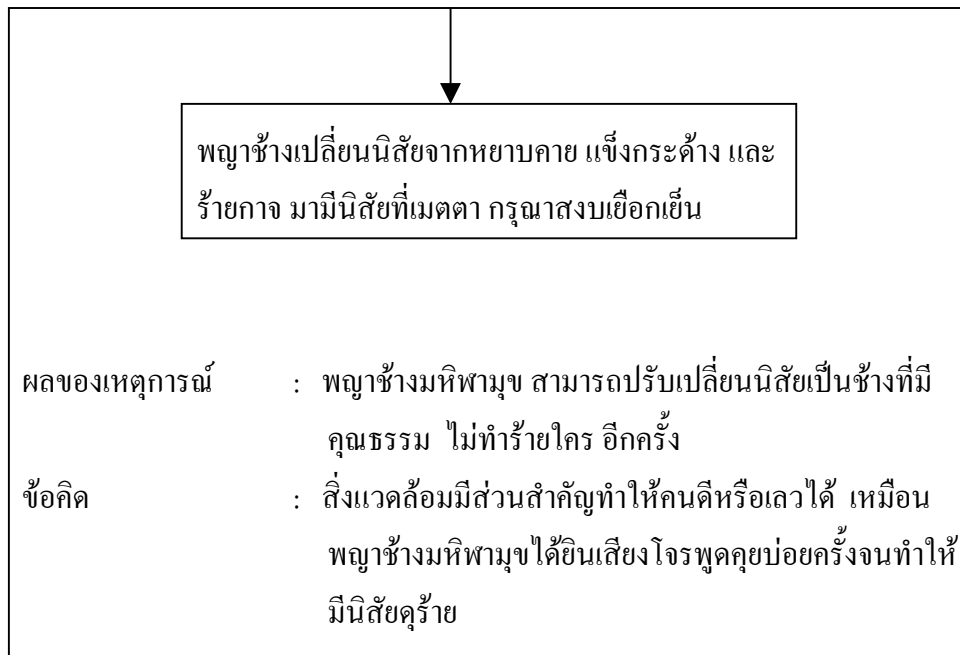 พญาช้างเปลี่ยนนิสัยจากหยาบคาย แข็งกระด้าง และ
ร้ายกาจ มามีนิสัยที่เมตตา กรุณาสงบเยือกเย็น
ผลของเหตุการณ์ : พญาช้างมหิฬามุข สามารถปรับเปลี่ยนนิสัยเป็นช้างที่มี
คุณธรรม ไม่ทำร้ายใคร อีกครั้ง
ข้อคิด : สิ่งแวดล้อมมีส่วนสำคัญทำให้คนดีหรือเลวได้ เหมือน
พญาช้างมหิฬามุขได้ยินเสียงโจรพูดคุยบ่อยครั้งจนทำให้
มีนิสัยดุร้าย